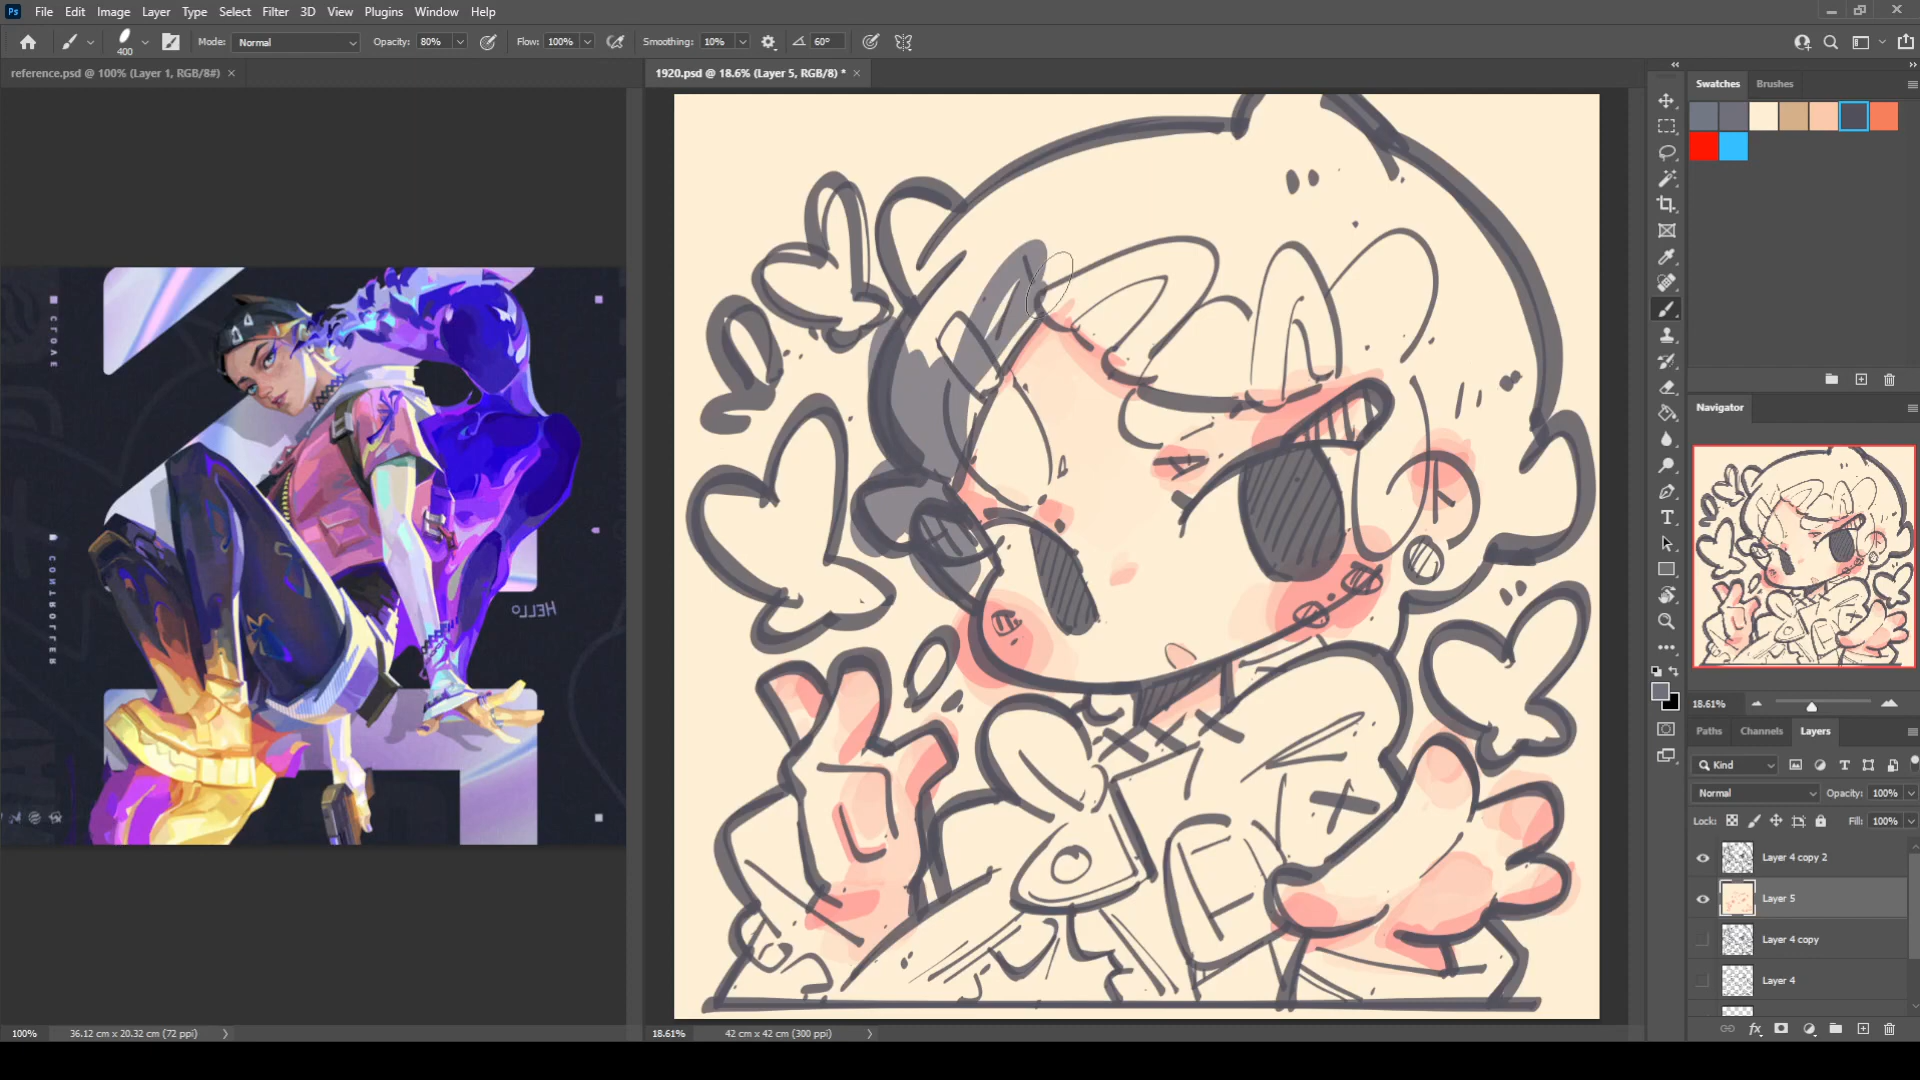 Ps File Edit Image Layer Type Select Filter 3D View Plugins Window Help
400 Mode: Normal Opacity: 80% Flow: 100% Smoothing: 10% 60°
reference.psd @ 100% (Layer 1, RGB/8#) ×
1920.psd @ 18.6% (Layer 5, RGB/8) * ×
Swatches Brushes
CROVE
CONTROLLER
HELLO
Navigator
18.61%
Paths Channels Layers
Kind
Normal Opacity: 100%
Lock: Fill: 100%
Layer 4 copy 2
Layer 5
Layer 4 copy
Layer 4
fx
100% 36.12 cm x 20.32 cm (72 ppi)
18.61% 42 cm x 42 cm (300 ppi)